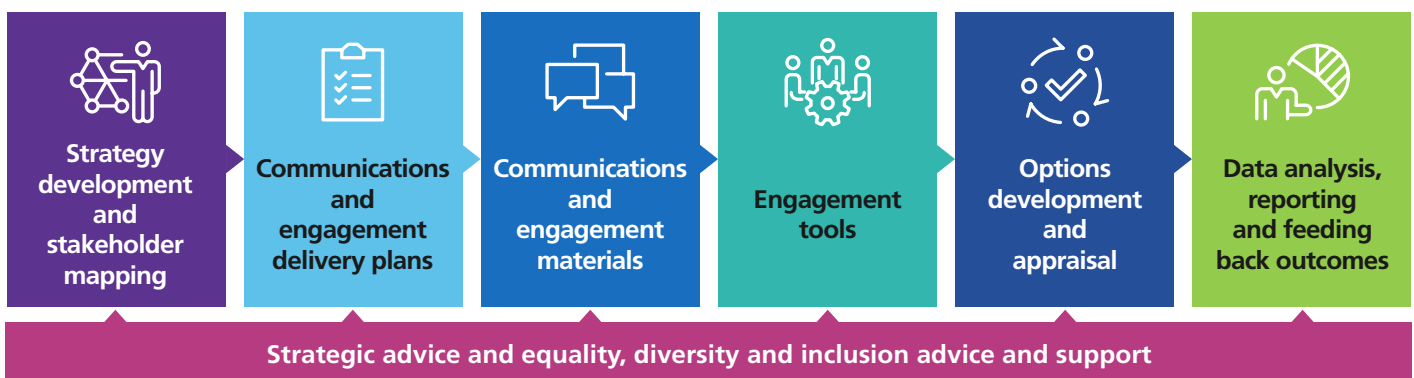 Strategy
development
and
stakeholder
mapping
Communications
and
engagement
delivery plans
Communications
and
engagement
materials
Engagement
tools
Options
development
and
appraisal
Data analysis,
reporting
and feeding
back outcomes
Strategic advice and equality, diversity and inclusion advice and support